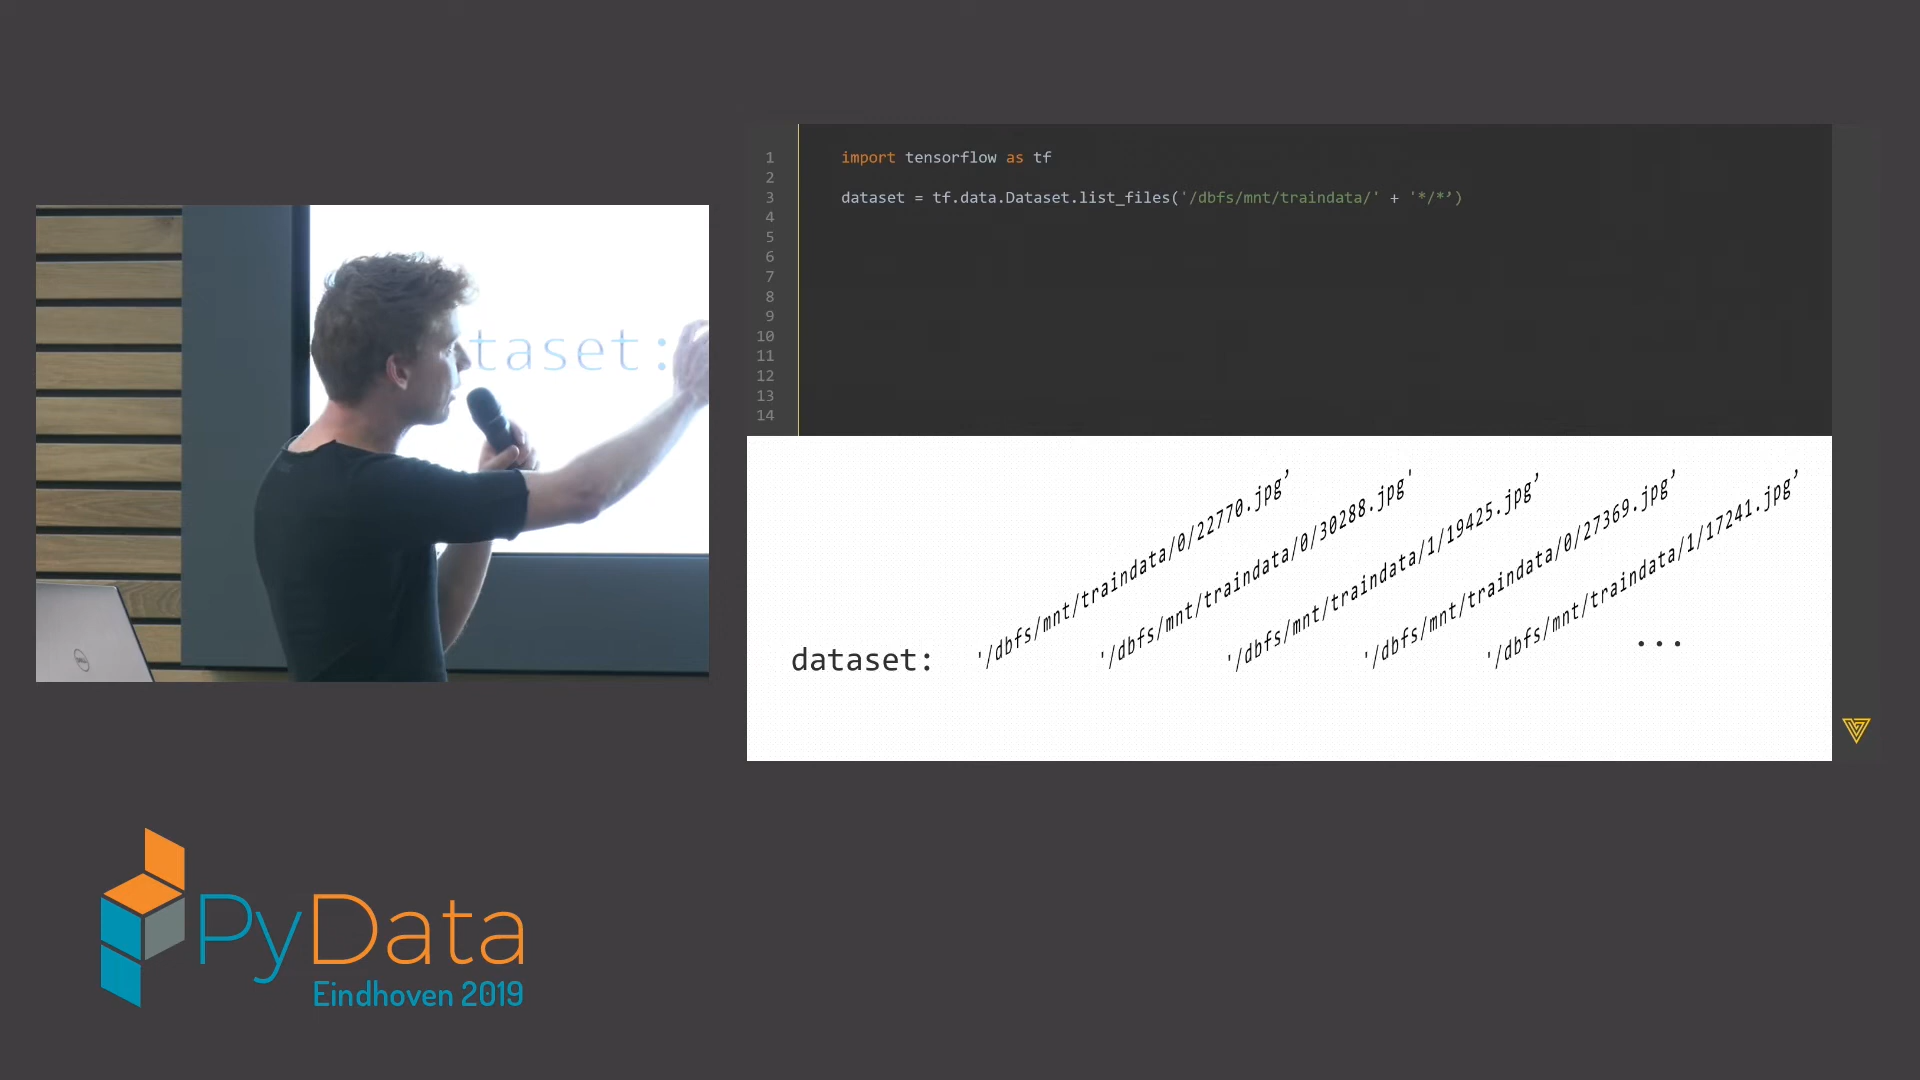 taset:
1 import tensorflow as tf
2
3 dataset = tf.data.Dataset.list_files('/dbfs/mnt/traindata/' + '*/*’)
4
5
6
7
8
9
10
11
12
13
14
dataset: '/dbfs/mnt/traindata/0/22770.jpg’ '/dbfs/mnt/traindata/0/30288.jpg' '/dbfs/mnt/traindata/1/19425.jpg’ '/dbfs/mnt/traindata/0/27369.jpg’ '/dbfs/mnt/traindata/1/17241.jpg’ ...
DELL
PyData
Eindhoven 2019